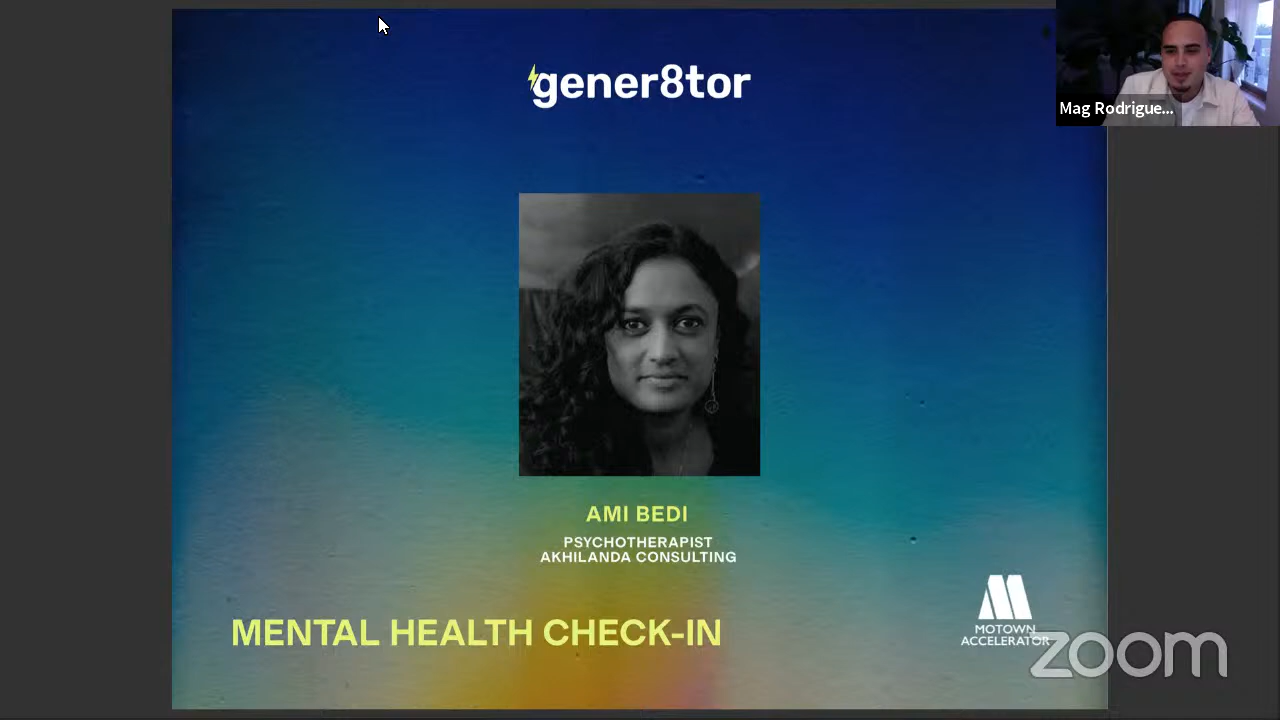 gener8tor
Mag Rodrigue...
AMI BEDI
PSYCHOTHERAPIST
AKHILANDA CONSULTING
MENTAL HEALTH CHECK-IN
MOTOWN
ACCELERATOR
zoom